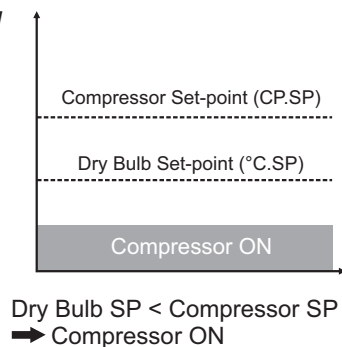 Compressor Set-point (CP.SP)
Dry Bulb Set-point (°C.SP)
Compressor ON
Dry Bulb SP < Compressor SP
➡ Compressor ON